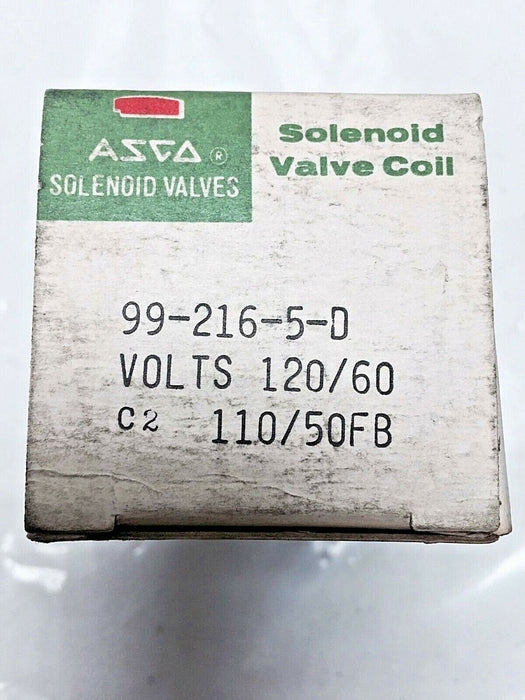 ASCO ®
SOLENOID VALVES
Solenoid
Valve Coil
99-216-5-D
VOLTS 120/60
C2 110/50FB